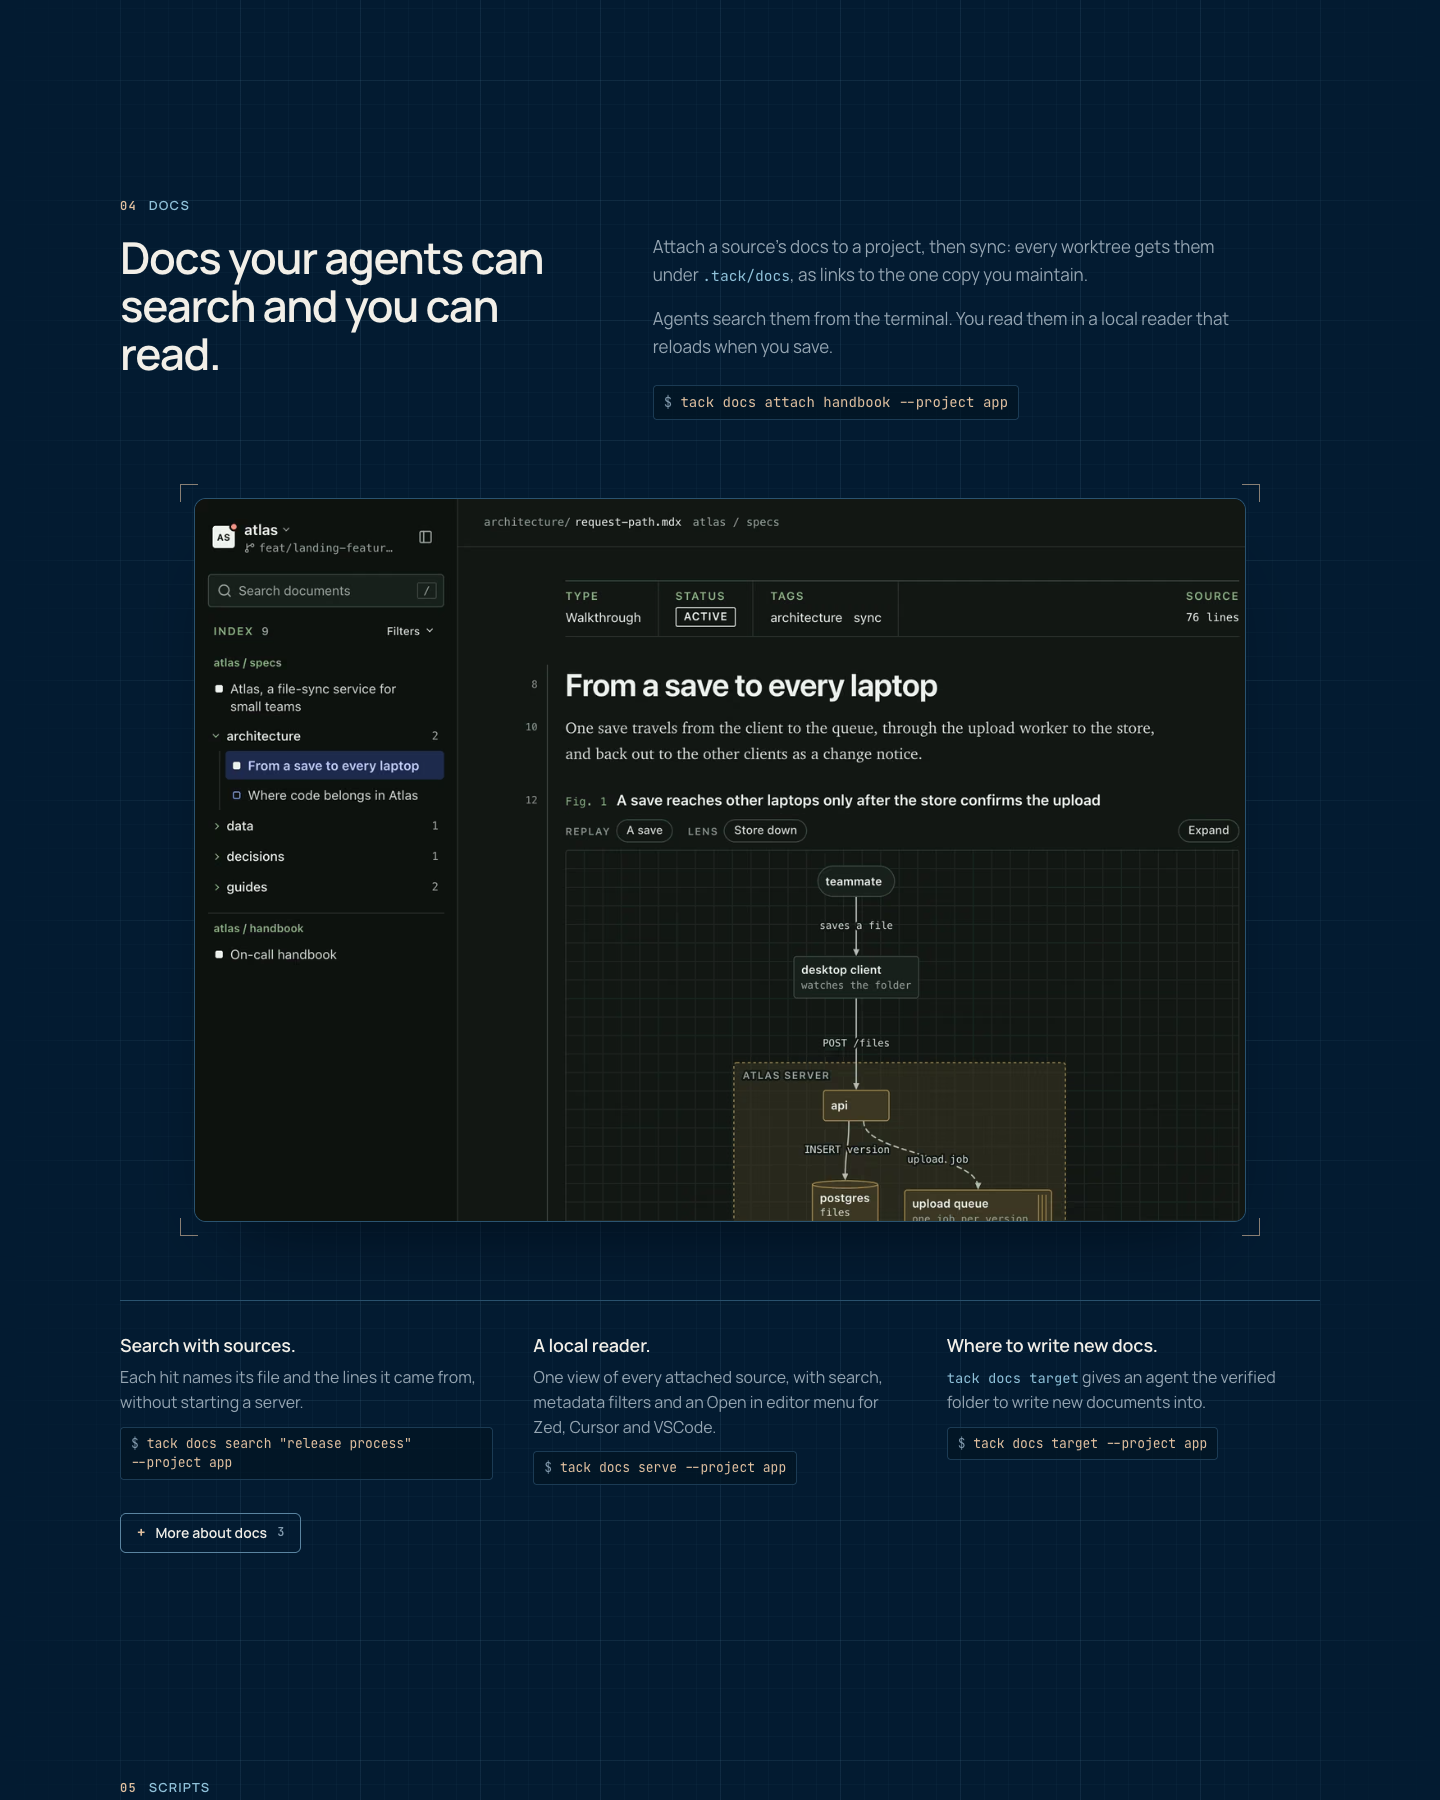 04 DOCS
Docs your agents can
search and you can
read.
Attach a source's docs to a project, then sync: every worktree gets them
under .tack/docs, as links to the one copy you maintain.
Agents search them from the terminal. You read them in a local reader that
reloads when you save.
$ tack docs attach handbook --project app
AS atlas
feat/landing-featur…
Search documents /
INDEX 9 Filters
atlas / specs
Atlas, a file-sync service for
small teams
architecture 2
From a save to every laptop
Where code belongs in Atlas
data 1
decisions 1
guides 2
atlas / handbook
On-call handbook
architecture/ request-path.mdx atlas / specs
TYPE STATUS TAGS SOURCE
Walkthrough ACTIVE architecture sync 76 lines
8 From a save to every laptop
10 One save travels from the client to the queue, through the upload worker to the store,
and back out to the other clients as a change notice.
12 Fig. 1 A save reaches other laptops only after the store confirms the upload
REPLAY A save LENS Store down Expand
teammate
saves a file
desktop client
watches the folder
POST /files
ATLAS SERVER
api
INSERT version
upload.job
postgres
files
upload queue
one job per version
Search with sources.
Each hit names its file and the lines it came from,
without starting a server.
$ tack docs search "release process"
--project app
A local reader.
One view of every attached source, with search,
metadata filters and an Open in editor menu for
Zed, Cursor and VSCode.
$ tack docs serve --project app
Where to write new docs.
tack docs target gives an agent the verified
folder to write new documents into.
$ tack docs target --project app
+ More about docs 3
05 SCRIPTS